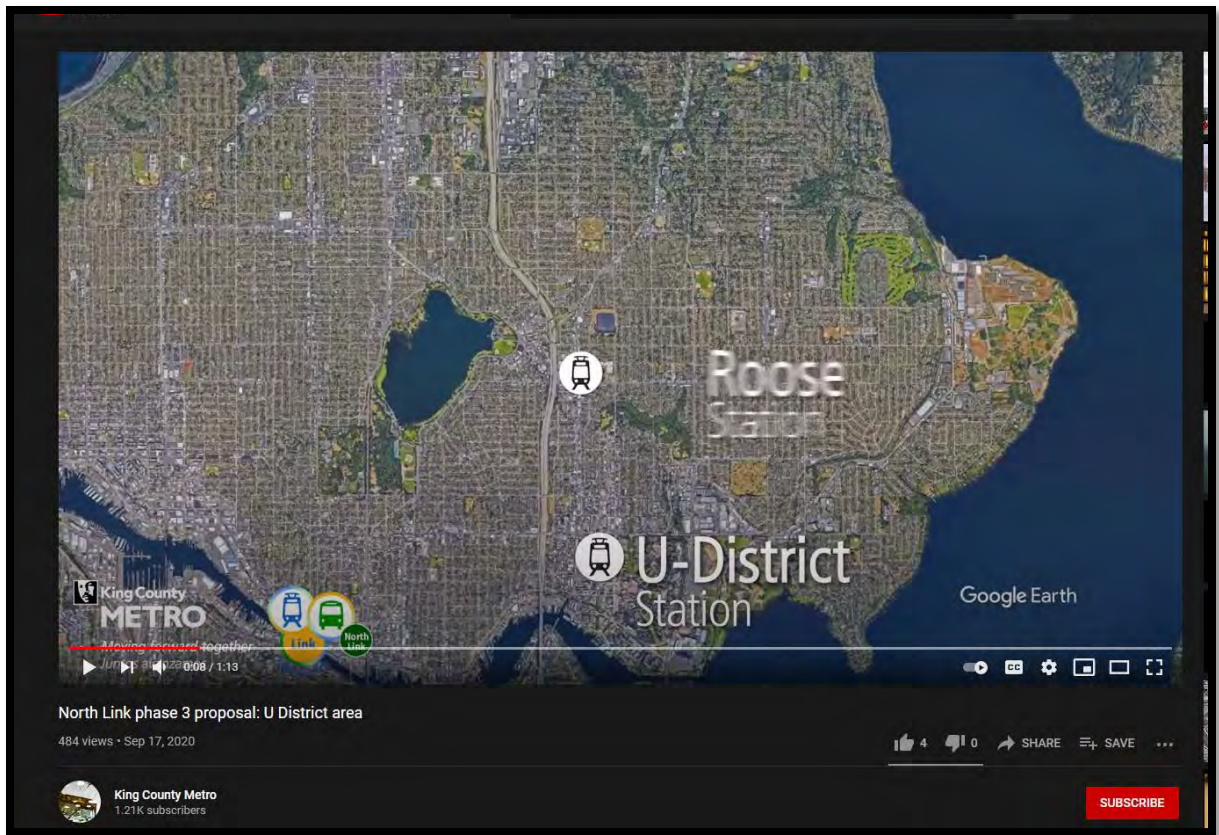 Roose
Station
U-District
Station
Google Earth
King County
METRO
Moving forward together
Link
North
Link
0:08 / 1:13
CC
North Link phase 3 proposal: U District area
484 views • Sep 17, 2020
4
0
SHARE
SAVE
King County Metro
1.21K subscribers
SUBSCRIBE